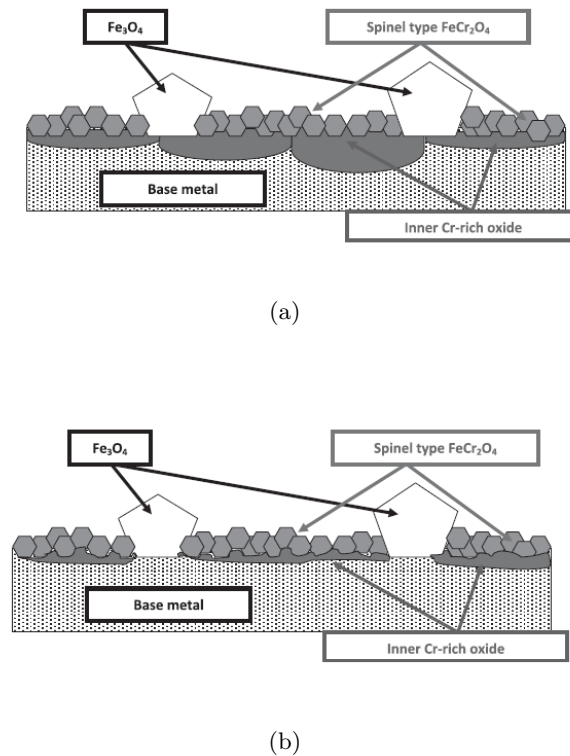 Fe₃O₄
Spinel type FeCr₂O₄
Base metal
Inner Cr-rich oxide
(a)
Fe₃O₄
Spinel type FeCr₂O₄
Base metal
Inner Cr-rich oxide
(b)